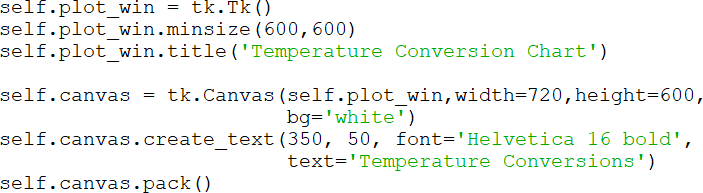 self.plot_win = tk.Tk()
self.plot_win.minsize(600,600)
self.plot_win.title('Temperature Conversion Chart')

self.canvas = tk.Canvas(self.plot_win,width=720,height=600,
                        bg='white')
self.canvas.create_text(350, 50, font='Helvetica 16 bold',
                        text='Temperature Conversions')
self.canvas.pack()